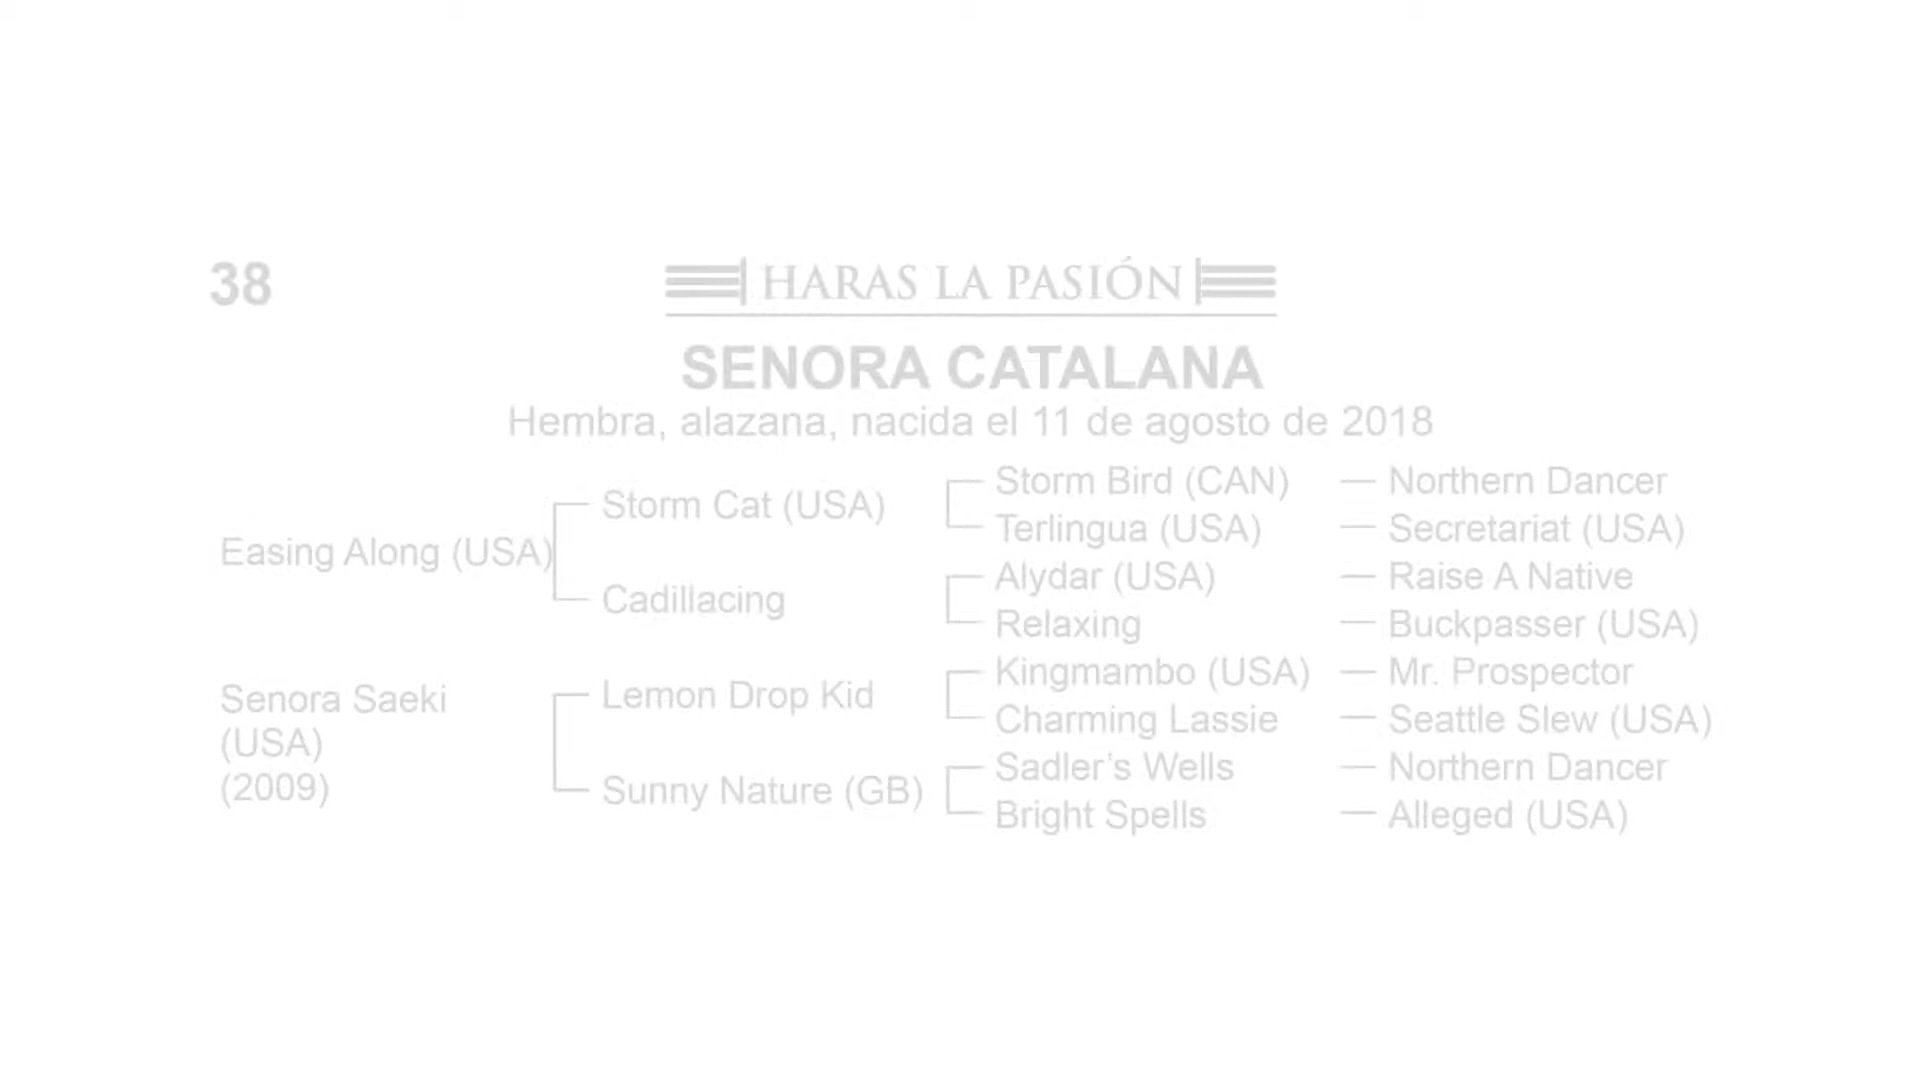 38
HARAS LA PASIÓN
SENORA CATALANA
Hembra, alazana, nacida el 11 de agosto de 2018
Easing Along (USA)
Storm Cat (USA)
Cadillacing
Storm Bird (CAN) — Northern Dancer
Terlingua (USA) — Secretariat (USA)
Alydar (USA) — Raise A Native
Relaxing — Buckpasser (USA)
Senora Saeki
(USA)
(2009)
Lemon Drop Kid
Sunny Nature (GB)
Kingmambo (USA) — Mr. Prospector
Charming Lassie — Seattle Slew (USA)
Sadler’s Wells — Northern Dancer
Bright Spells — Alleged (USA)